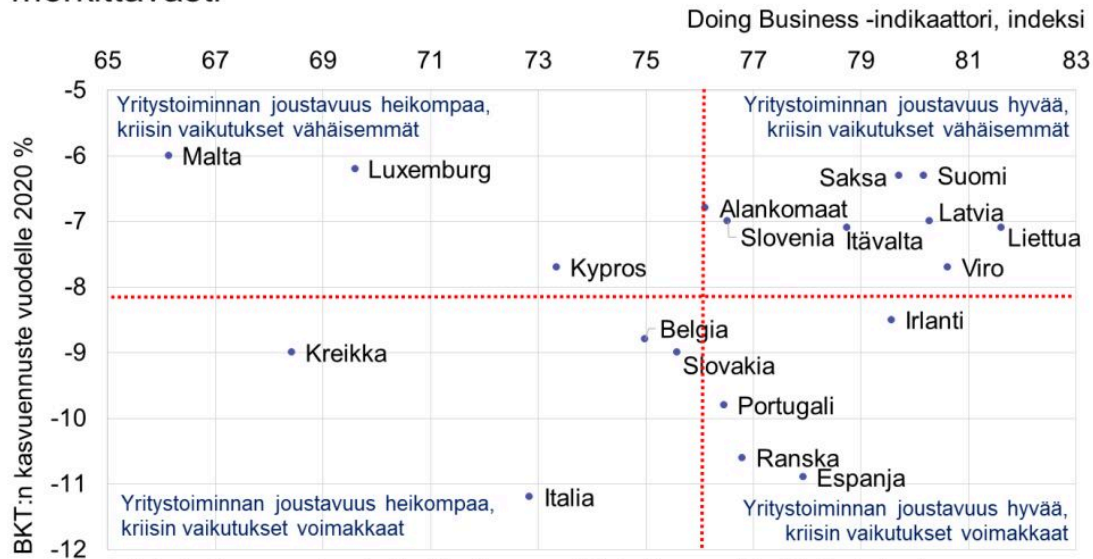 Doing Business -indikaattori, indeksi
65 67 69 71 73 75 77 79 81 83
BKT:n kasvuennuste vuodelle 2020 %
-5
-6
-7
-8
-9
-10
-11
-12
Yritystoiminnan joustavuus heikompaa,
kriisin vaikutukset vähäisemmät
Yritystoiminnan joustavuus hyvää,
kriisin vaikutukset vähäisemmät
Malta
Luxemburg
Saksa
Suomi
Alankomaat
Slovenia
Itävalta
Latvia
Liettua
Kypros
Viro
Irlanti
Belgia
Kreikka
Slovakia
Portugali
Ranska
Espanja
Italia
Yritystoiminnan joustavuus heikompaa,
kriisin vaikutukset voimakkaat
Yritystoiminnan joustavuus hyvää,
kriisin vaikutukset voimakkaat